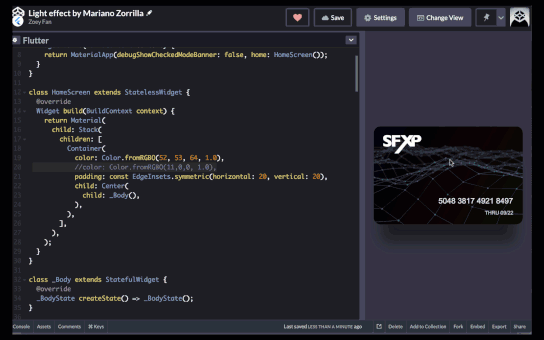 Light effect by Mariano Zorrilla
Zoey Fan
Save
Settings
Change View
Flutter
return MaterialApp(debugShowCheckedModeBanner: false, home: HomeScreen());
}
}
class HomeScreen extends StatelessWidget {
@override
Widget build(BuildContext context) {
return Material(
child: Stack(
children: [
Container(
color: Color.fromRGBO(52, 53, 64, 1.0),
//color: Color.fromRGBO(11,0,0, 1.0),
padding: const EdgeInsets.symmetric(horizontal: 20, vertical: 20),
child: Center(
child: _Body(),
),
),
],
),
);
}
}
class _Body extends StatefulWidget {
@override
_BodyState createState() => _BodyState();
SFXP
5048 3817 4921 8497
THRU 09/22
Console Assets Comments ⌘ Keys
Last saved LESS THAN A MINUTE ago
Delete Add to Collection Fork Embed Export Share